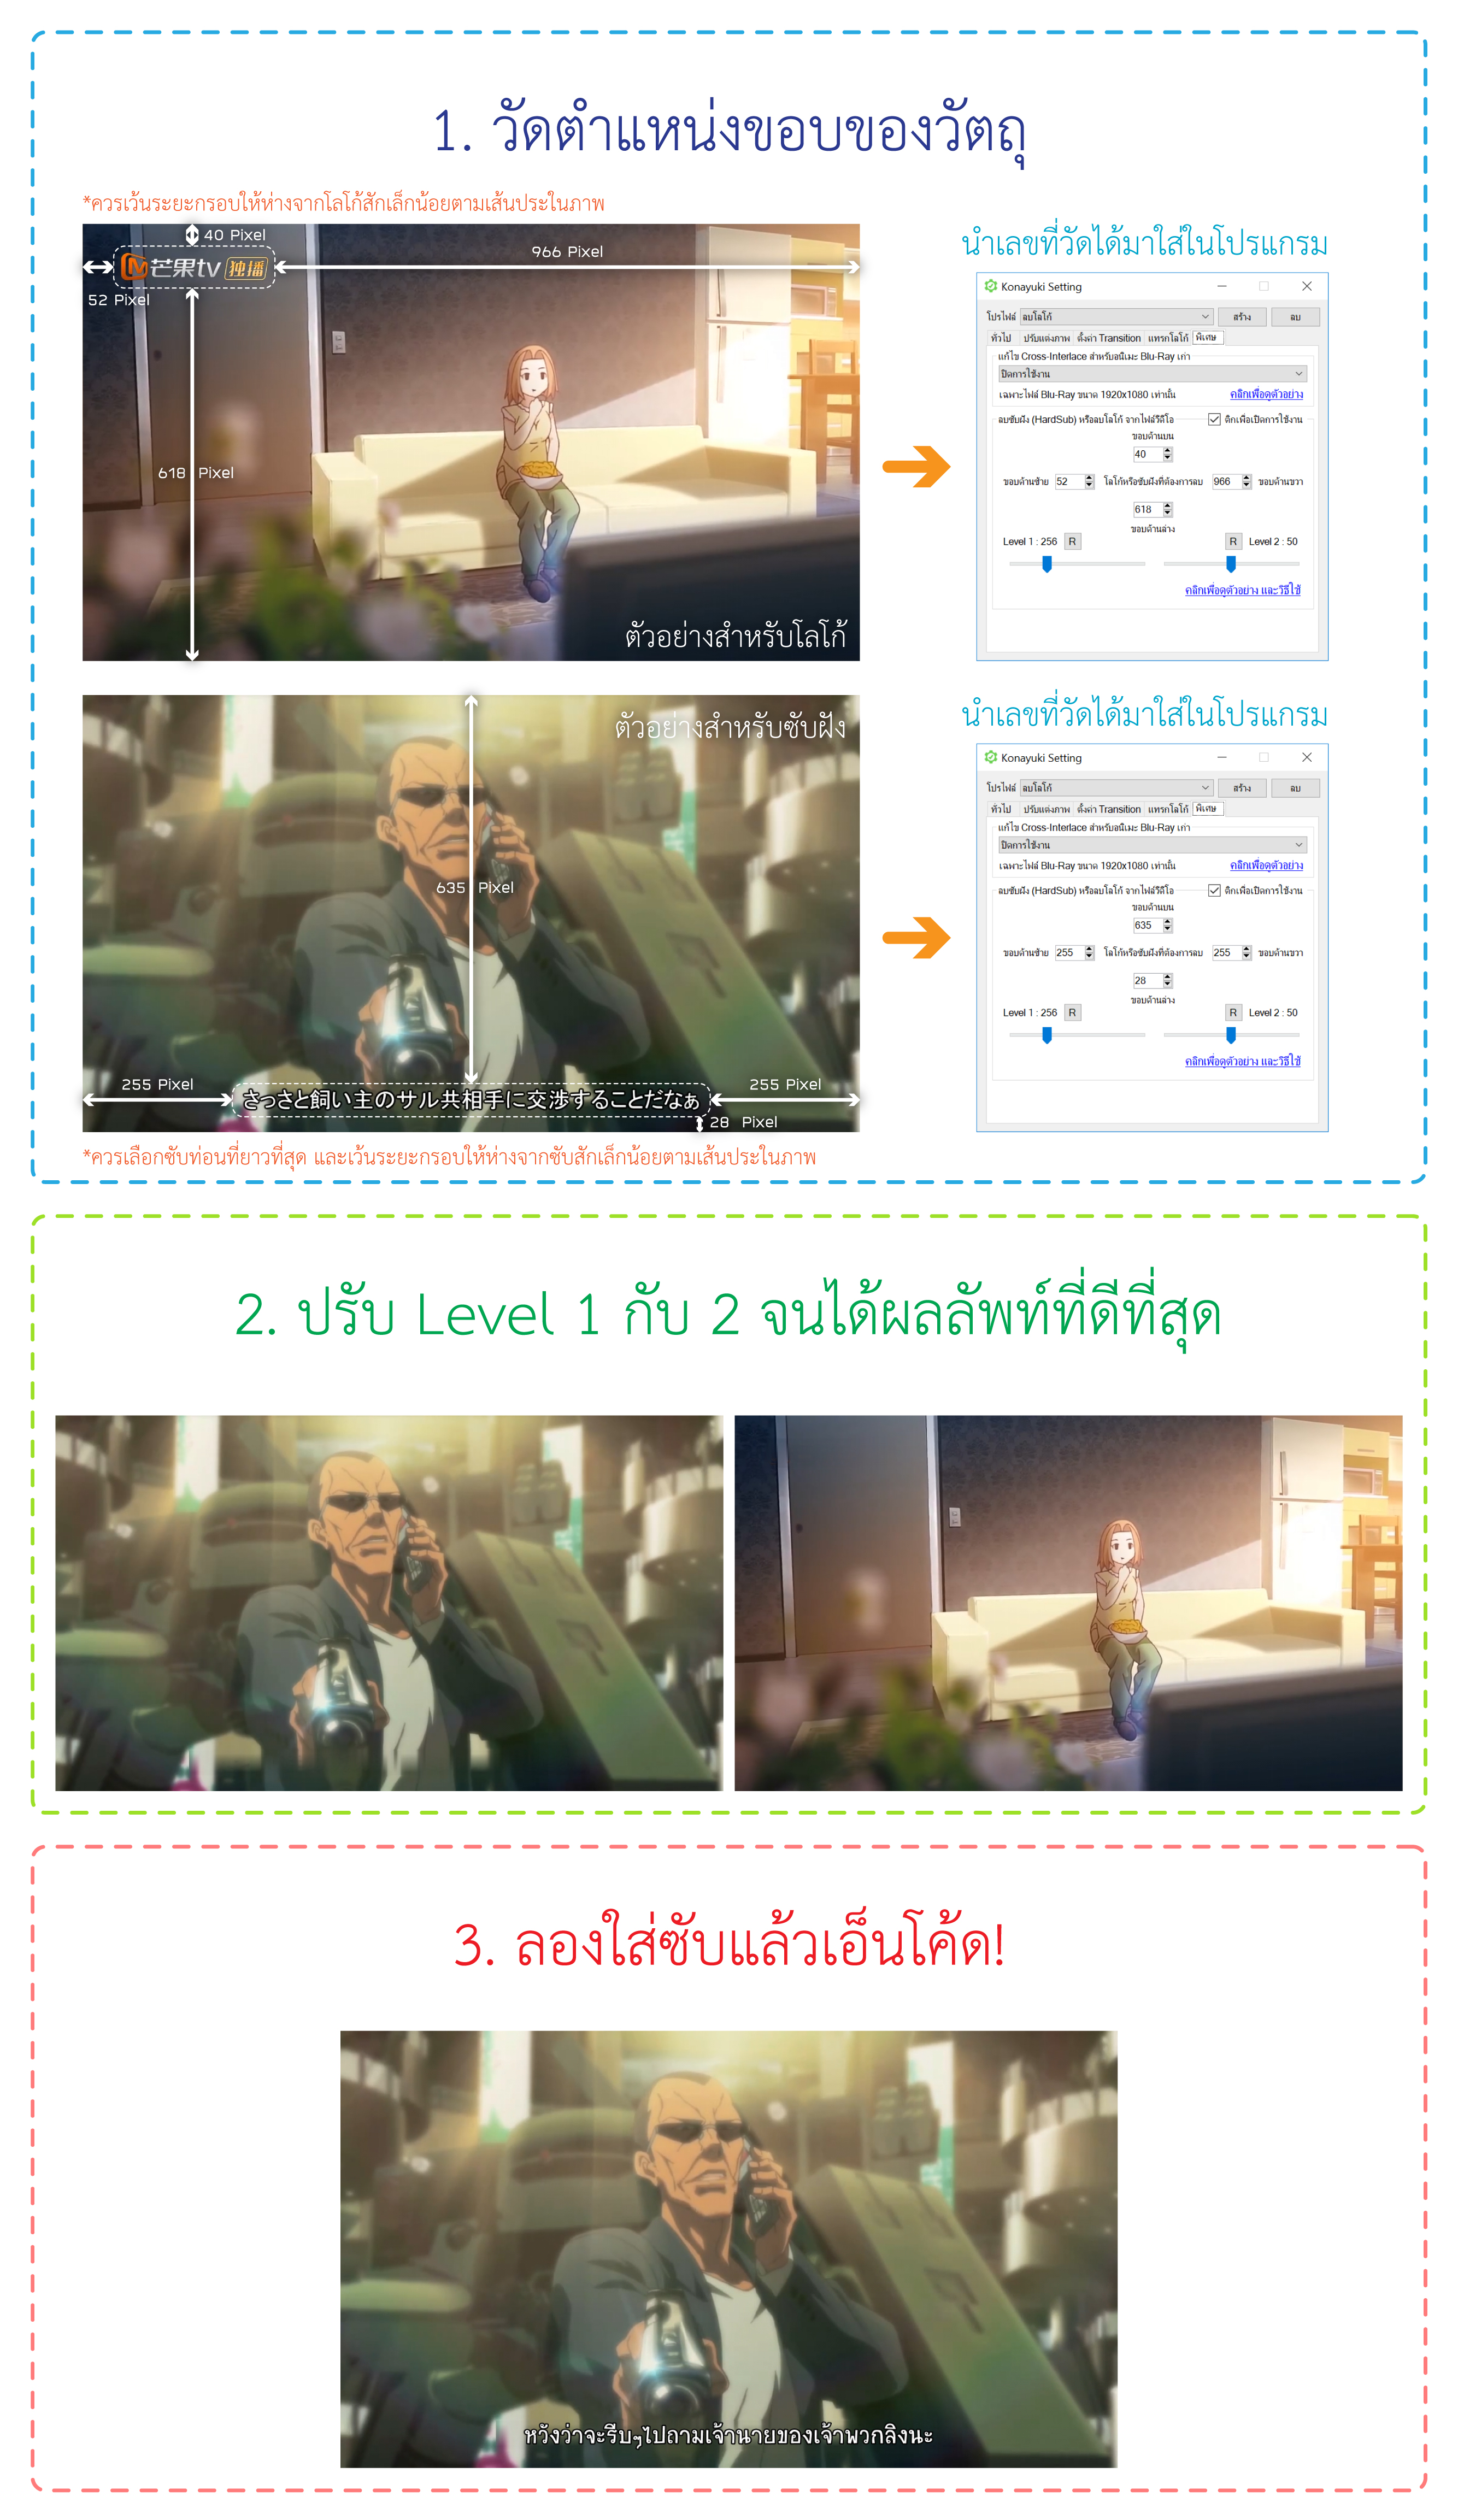 1. วัดตำแหน่งขอบของวัตถุ
*ควรเว้นระยะกรอบให้ห่างจากโลโก้สักเล็กน้อยตามเส้นประในภาพ
40 Pixel
966 Pixel
芒果tv 独播
52 Pixel
618 Pixel
ตัวอย่างสำหรับโลโก้
นำเลขที่วัดได้มาใส่ในโปรแกรม
Konayuki Setting
โปรไฟล์ ลบโลโก้ สร้าง ลบ
ทั่วไป ปรับแต่งภาพ ตั้งค่า Transition แทรกโลโก้ พิเศษ
แก้ไข Cross-Interlace สำหรับอนิเมะ Blu-Ray เก่า
ปิดการใช้งาน
เฉพาะไฟล์ Blu-Ray ขนาด 1920x1080 เท่านั้น คลิกเพื่อดูตัวอย่าง
ลบซับฝัง (HardSub) หรือลบโลโก้ จากไฟล์วีดีโอ ติกเพื่อเปิดการใช้งาน
ขอบด้านบน
40
ขอบด้านซ้าย 52 โลโก้หรือซับฝังที่ต้องการลบ 966 ขอบด้านขวา
618
ขอบด้านล่าง
Level 1 : 256 R R Level 2 : 50
คลิกเพื่อดูตัวอย่าง และวิธีใช้
ตัวอย่างสำหรับซับฝัง
635 Pixel
255 Pixel
255 Pixel
さっさと飼い主のサル共相手に交渉することだなぁ
28 Pixel
*ควรเลือกซับท่อนที่ยาวที่สุด และเว้นระยะกรอบให้ห่างจากซับสักเล็กน้อยตามเส้นประในภาพ
นำเลขที่วัดได้มาใส่ในโปรแกรม
Konayuki Setting
โปรไฟล์ ลบโลโก้ สร้าง ลบ
ทั่วไป ปรับแต่งภาพ ตั้งค่า Transition แทรกโลโก้ พิเศษ
แก้ไข Cross-Interlace สำหรับอนิเมะ Blu-Ray เก่า
ปิดการใช้งาน
เฉพาะไฟล์ Blu-Ray ขนาด 1920x1080 เท่านั้น คลิกเพื่อดูตัวอย่าง
ลบซับฝัง (HardSub) หรือลบโลโก้ จากไฟล์วีดีโอ ติกเพื่อเปิดการใช้งาน
ขอบด้านบน
635
ขอบด้านซ้าย 255 โลโก้หรือซับฝังที่ต้องการลบ 255 ขอบด้านขวา
28
ขอบด้านล่าง
Level 1 : 256 R R Level 2 : 50
คลิกเพื่อดูตัวอย่าง และวิธีใช้
2. ปรับ Level 1 กับ 2 จนได้ผลลัพท์ที่ดีที่สุด
3. ลองใส่ซับแล้วเอ็นโค้ด!
หวังว่าจะรีบๆไปถามเจ้านายของเจ้าพวกลิงนะ